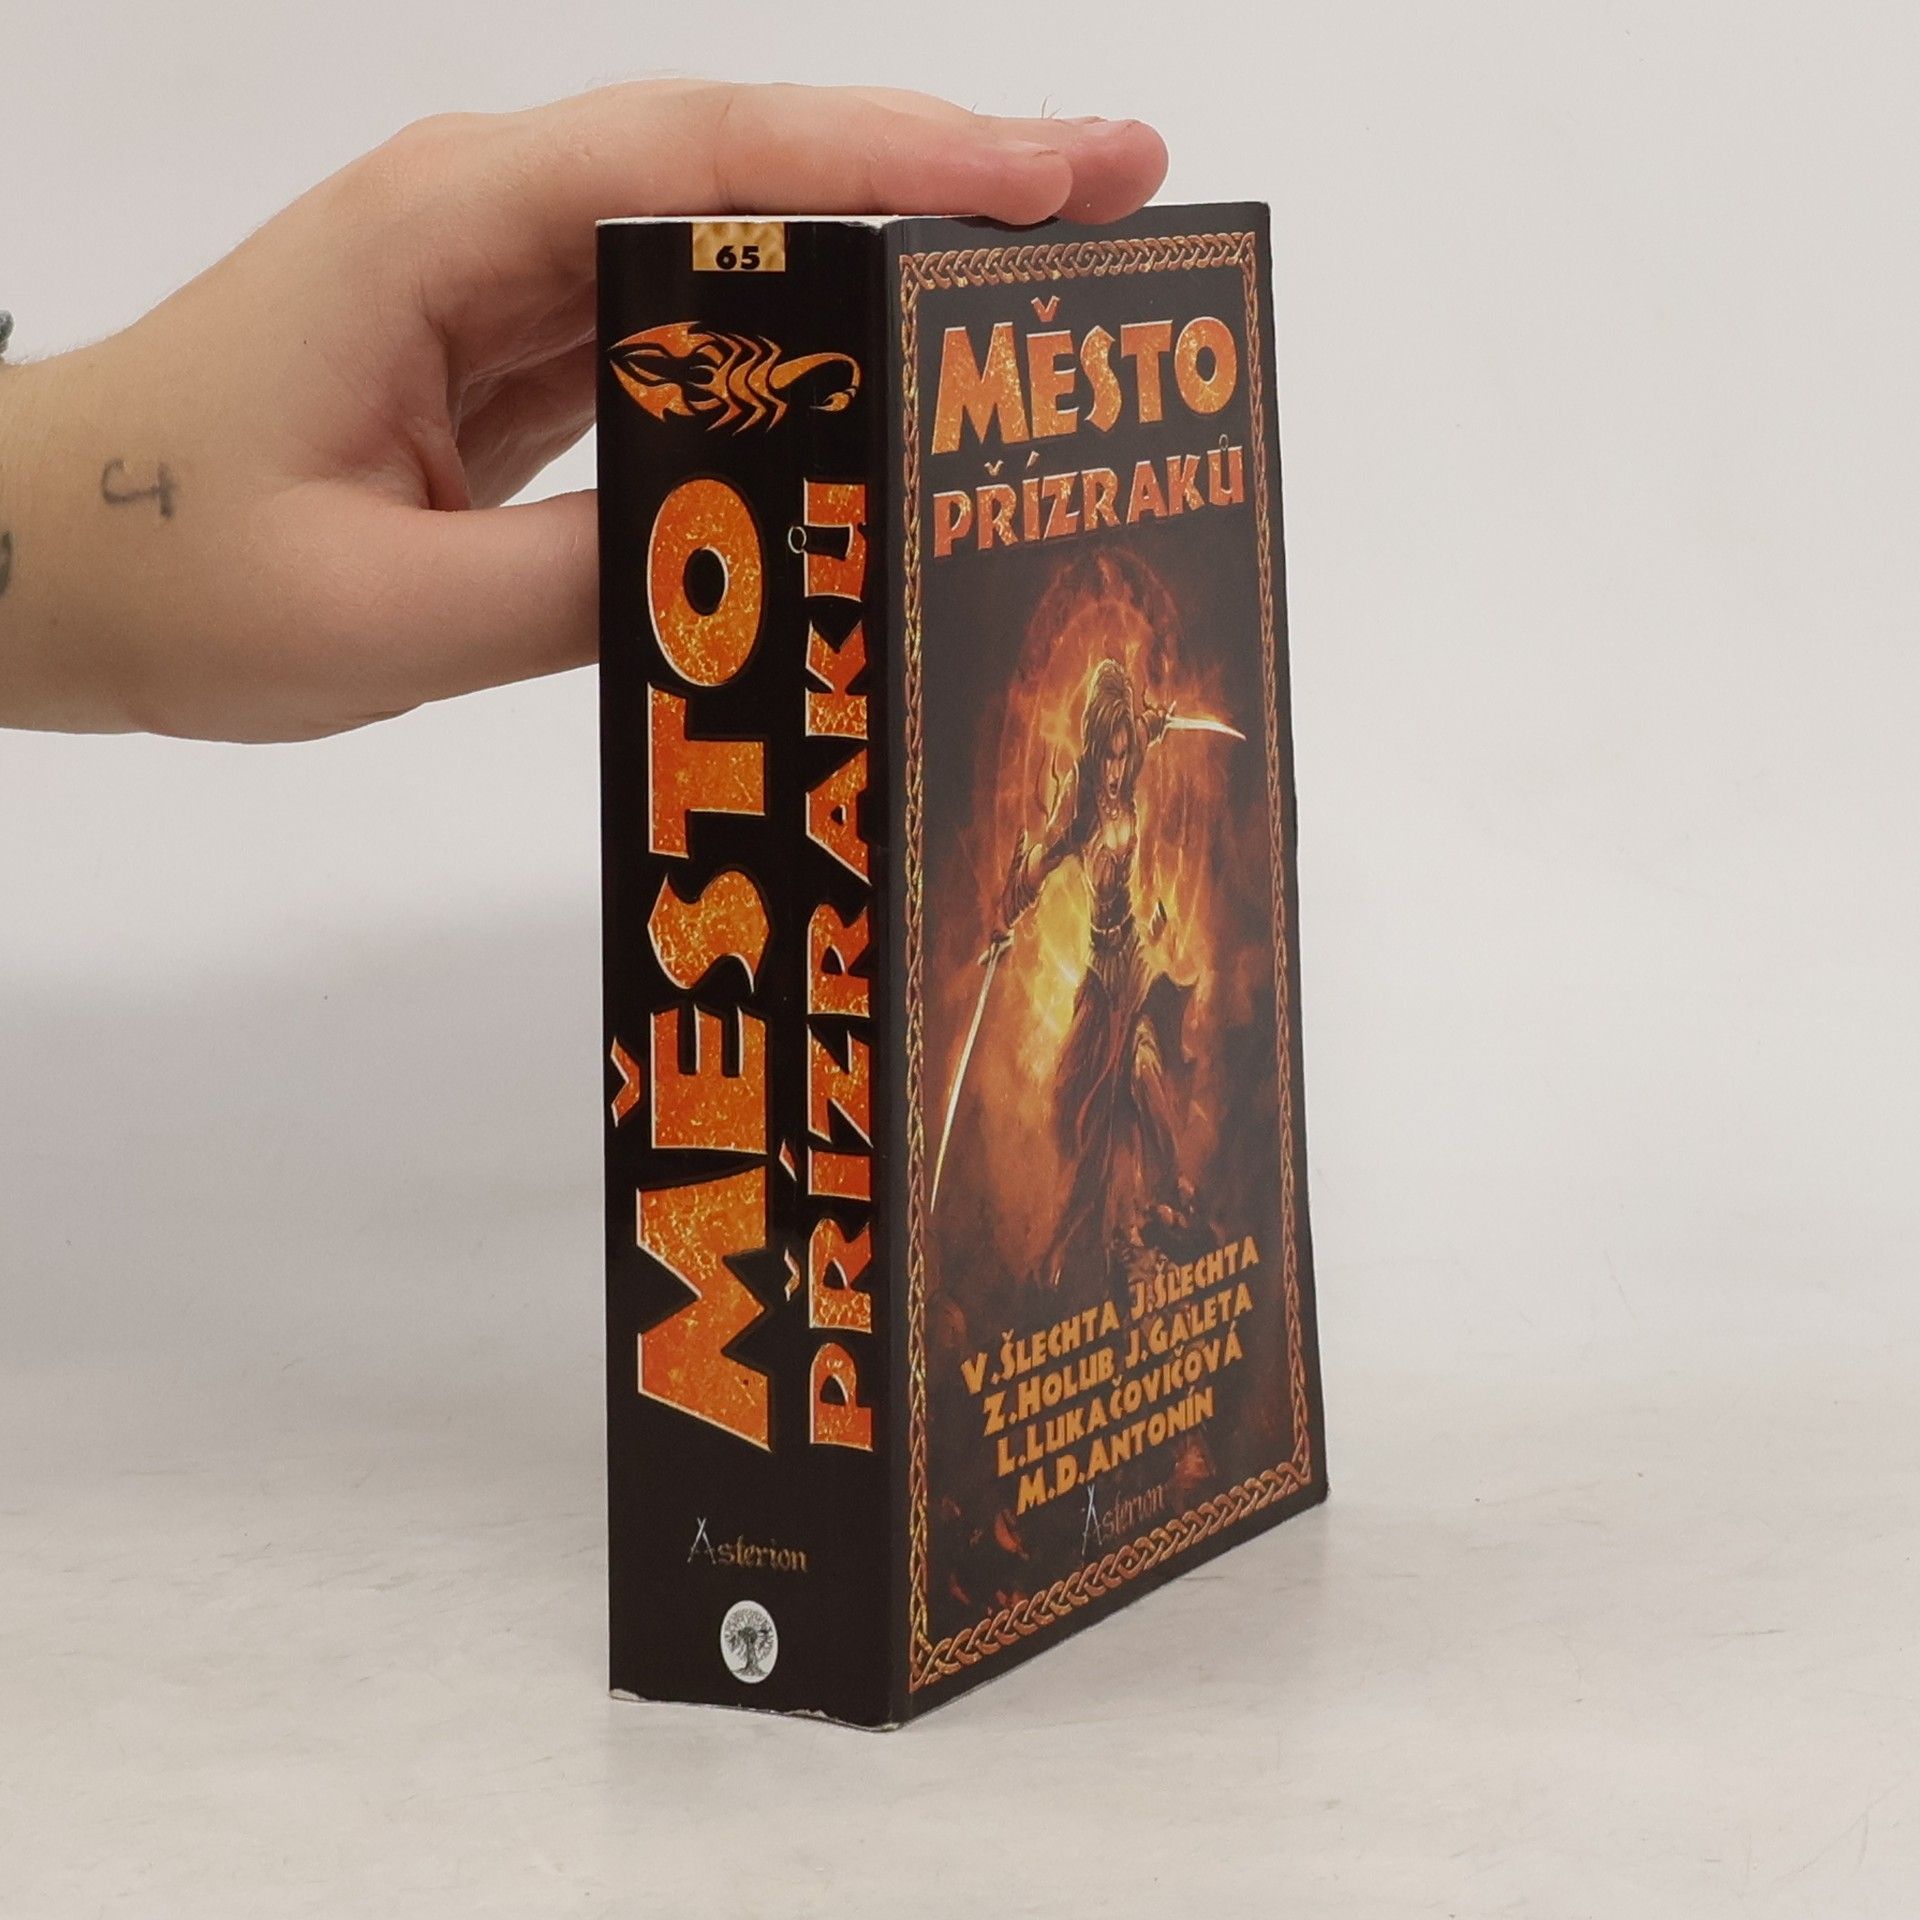 65
MĚSTO
PŘÍZRAKŮ
Asterion
MĚSTO
PŘÍZRAKŮ
V. ŠLECHTA J. ŠLECHTA
Z. HOLUB J. GALETA
L. LUKAČOVIČOVÁ
M. D. ANTONÍN
Asterion
J